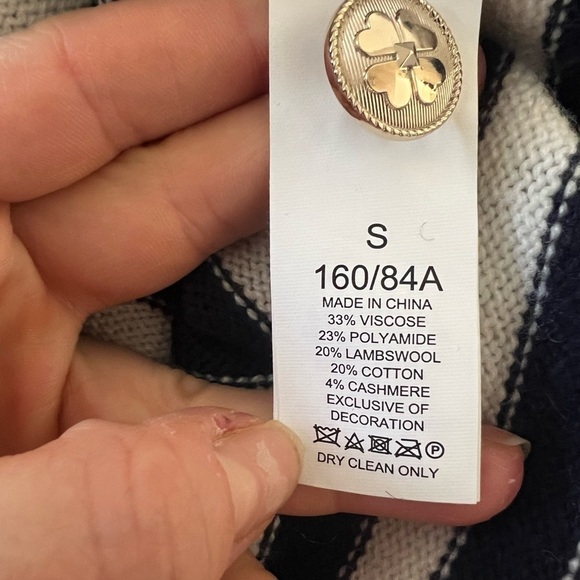 S
160/84A
MADE IN CHINA
33% VISCOSE
23% POLYAMIDE
20% LAMBSWOOL
20% COTTON
4% CASHMERE
EXCLUSIVE OF
DECORATION
P
DRY CLEAN ONLY